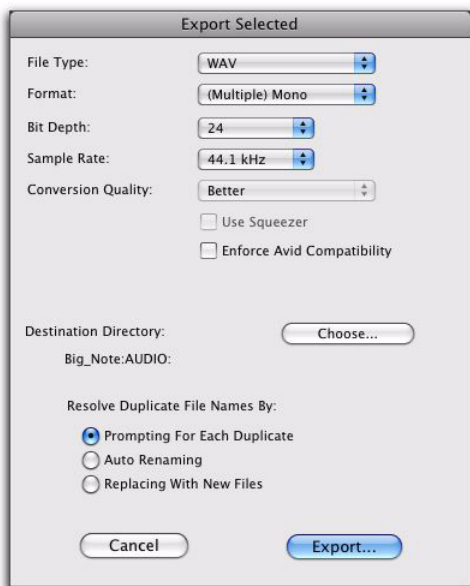 Export Selected
File Type: WAV
Format: (Multiple) Mono
Bit Depth: 24
Sample Rate: 44.1 kHz
Conversion Quality: Better
Use Squeezer
Enforce Avid Compatibility
Destination Directory: Choose...
Big_Note:AUDIO:
Resolve Duplicate File Names By:
Prompting For Each Duplicate
Auto Renaming
Replacing With New Files
Cancel Export...